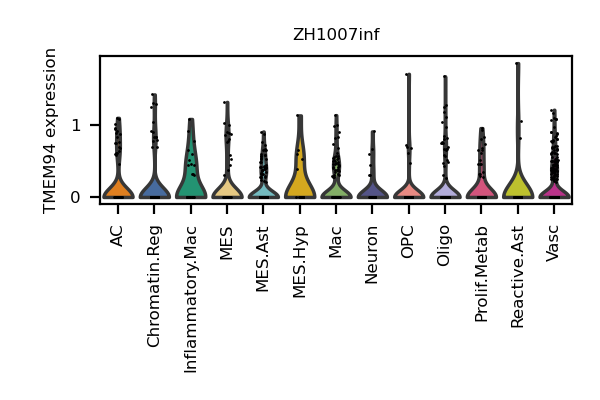 ZH1007inf
TMEM94 expression
1
0
AC
Chromatin.Reg
Inflammatory.Mac
MES
MES.Ast
MES.Hyp
Mac
Neuron
OPC
Oligo
Prolif.Metab
Reactive.Ast
Vasc